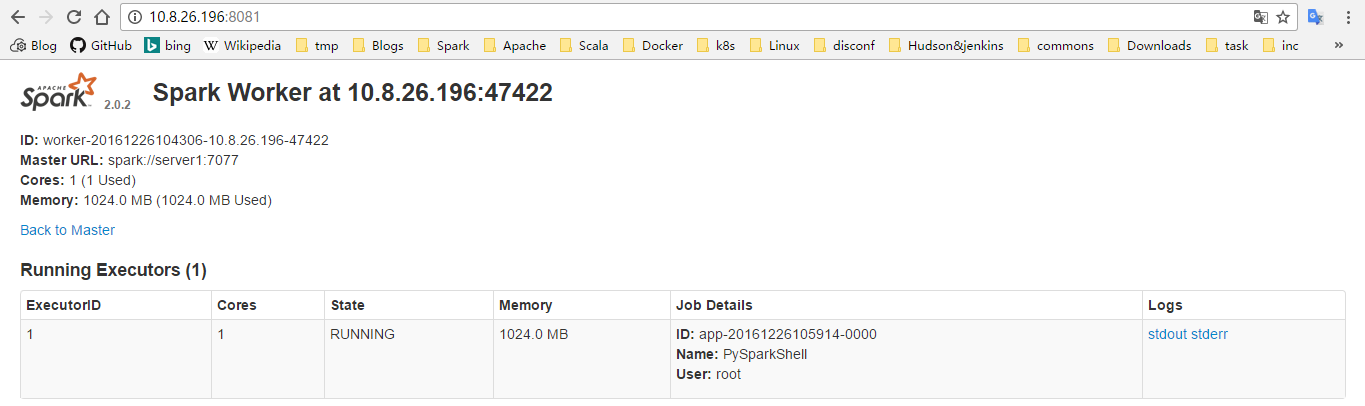 10.8.26.196:8081
Blog GitHub bing Wikipedia tmp Blogs Spark Apache Scala Docker k8s Linux disconf Hudson&jenkins commons Downloads task inc »
APACHE Spark 2.0.2 Spark Worker at 10.8.26.196:47422
ID: worker-20161226104306-10.8.26.196-47422
Master URL: spark://server1:7077
Cores: 1 (1 Used)
Memory: 1024.0 MB (1024.0 MB Used)
Back to Master
Running Executors (1)
ExecutorID Cores State Memory Job Details Logs
1 1 RUNNING 1024.0 MB ID: app-20161226105914-0000 stdout stderr
Name: PySparkShell
User: root